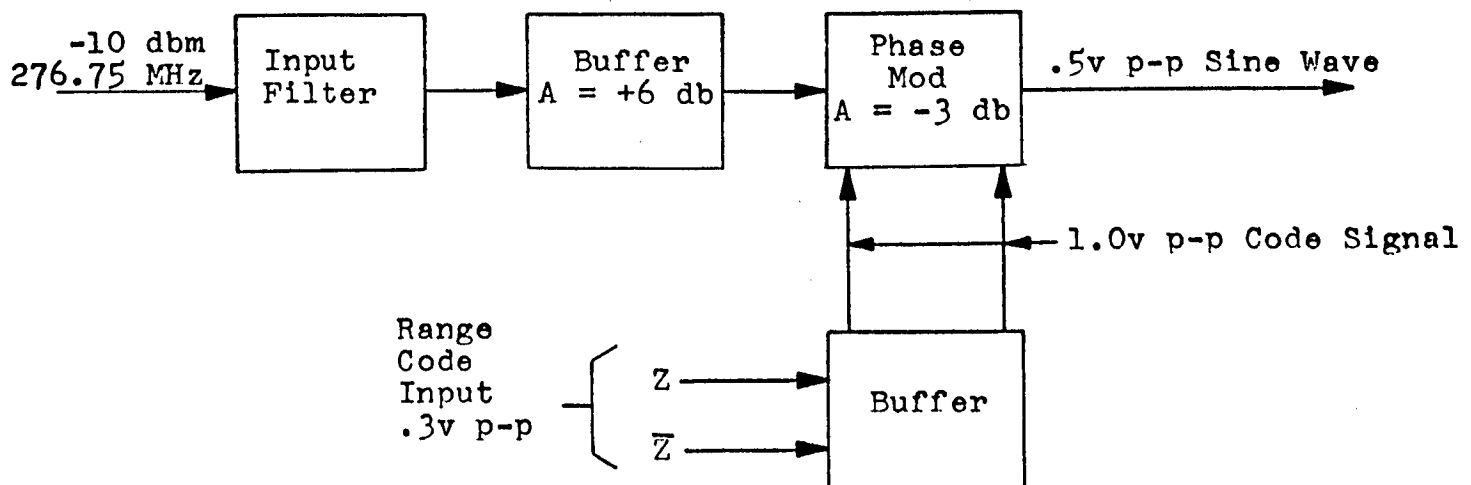 -10 dbm
276.75 MHz
Input
Filter
Buffer
A = +6 db
Phase
Mod
A = -3 db
.5v p-p Sine Wave
1.0v p-p Code Signal
Range
Code
Input
.3v p-p
Z
Z̅
Buffer